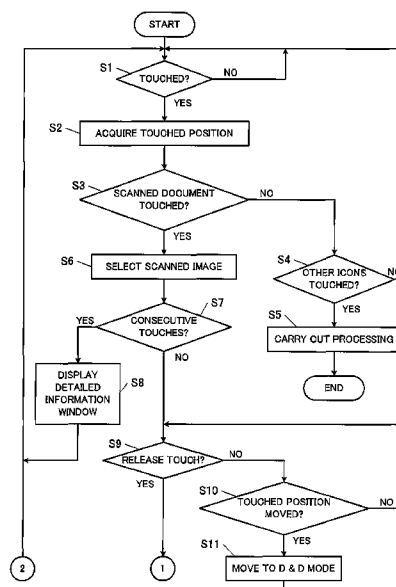 START
S1
TOUCHED?
NO
YES
S2
ACQUIRE TOUCHED POSITION
S3
SCANNED DOCUMENT
TOUCHED?
NO
YES
S6
SELECT SCANNED IMAGE
S4
OTHER ICONS
TOUCHED?
NO
YES
S7
CONSECUTIVE
TOUCHES?
YES
NO
S5
CARRY OUT PROCESSING
END
DISPLAY
DETAILED
INFORMATION
WINDOW
S8
S9
RELEASE TOUCH?
NO
YES
S10
TOUCHED POSITION
MOVED?
NO
YES
S11
MOVE TO D & D MODE
2
1